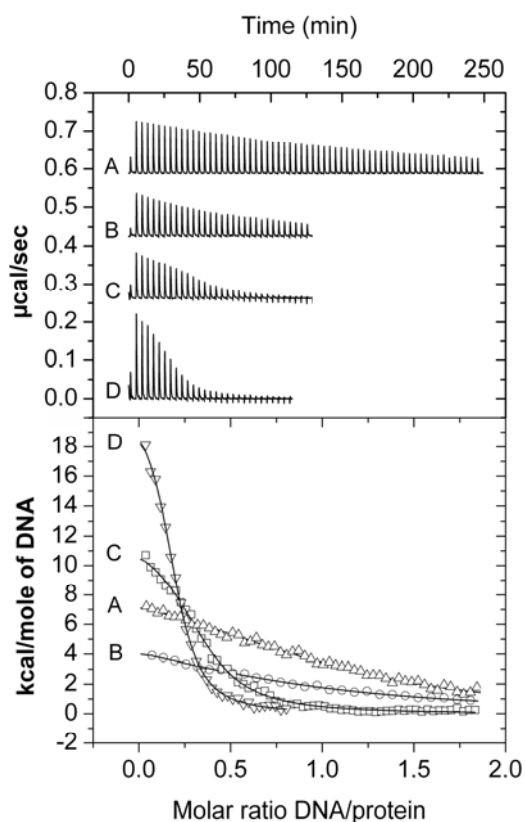 Time (min)
0 50 100 150 200 250
0.8
0.7
A
0.6
0.5
B
0.4
C
0.3
0.2
0.1
D
0.0
µcal/sec
D
18
16
14
12
C
10
8
A
6
B
4
2
0
-2
kcal/mole of DNA
0.0 0.5 1.0 1.5 2.0
Molar ratio DNA/protein